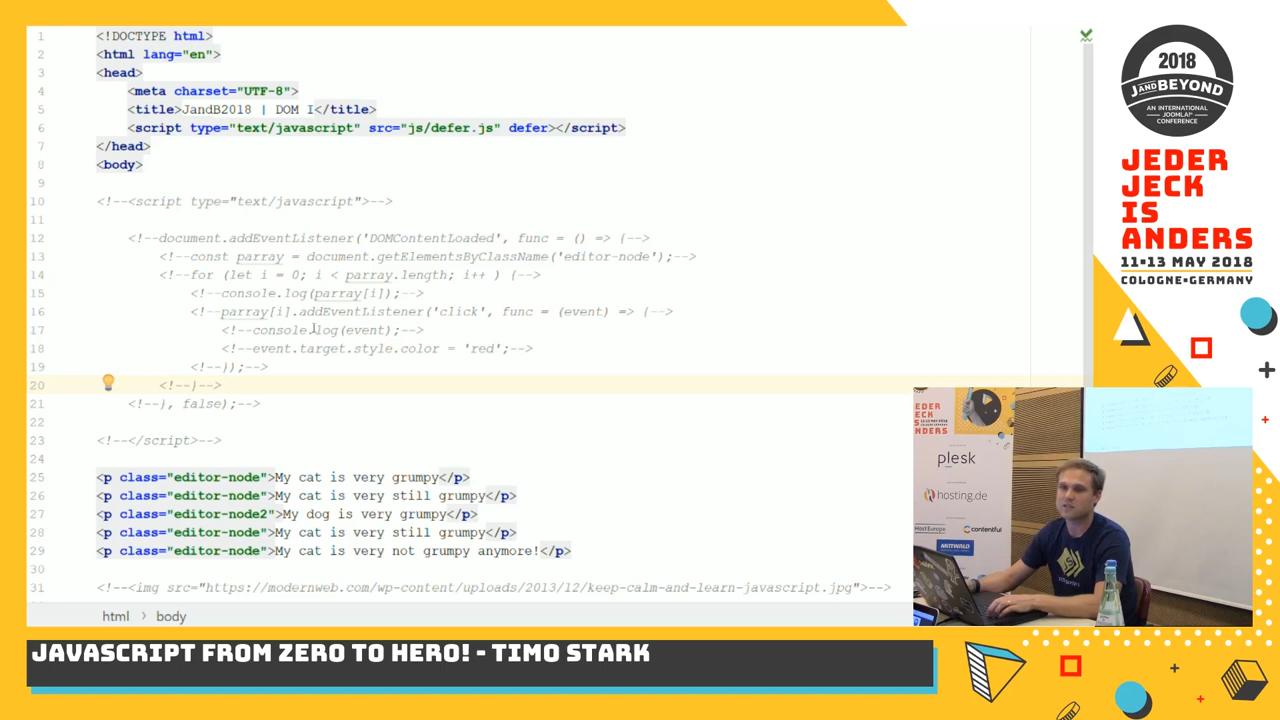 1 <!DOCTYPE html>
2 <html lang="en">
3 <head>
4 <meta charset="UTF-8">
5 <title>JandB2018 | DOM I</title>
6 <script type="text/javascript" src="js/defer.js" defer></script>
7 </head>
8 <body>
9
10 <!--<script type="text/javascript">-->
11
12 <!--document.addEventListener('DOMContentLoaded', func = () => {-->
13 <!--const parray = document.getElementsByClassName('editor-node');-->
14 <!--for (let i = 0; i < parray.length; i++ ) {-->
15 <!--console.log(parray[i]);-->
16 <!--parray[i].addEventListener('click', func = (event) => {-->
17 <!--console.log(event);-->
18 <!--event.target.style.color = 'red';-->
19 <!--});-->
20 <!--}-->
21 <!--}, false);-->
22
23 <!--</script>-->
24
25 <p class="editor-node">My cat is very grumpy</p>
26 <p class="editor-node">My cat is very still grumpy</p>
27 <p class="editor-node2">My dog is very grumpy</p>
28 <p class="editor-node">My cat is very still grumpy</p>
29 <p class="editor-node">My cat is very not grumpy anymore!</p>
30
31 <!--<img src="https://modernweb.com/wp-content/uploads/2013/12/keep-calm-and-learn-javascript.jpg">-->
html > body
JAVASCRIPT FROM ZERO TO HERO! - TIMO STARK
2018
JANDBEYOND
AN INTERNATIONAL
JOOMLA!®
CONFERENCE
JEDER
JECK
IS
ANDERS
11-13 MAY 2018
COLOGNE•GERMANY
JEDER
JECK
IS
ANDERS
plesk
hosting.de
HostEurope
contentful
MITTWALD